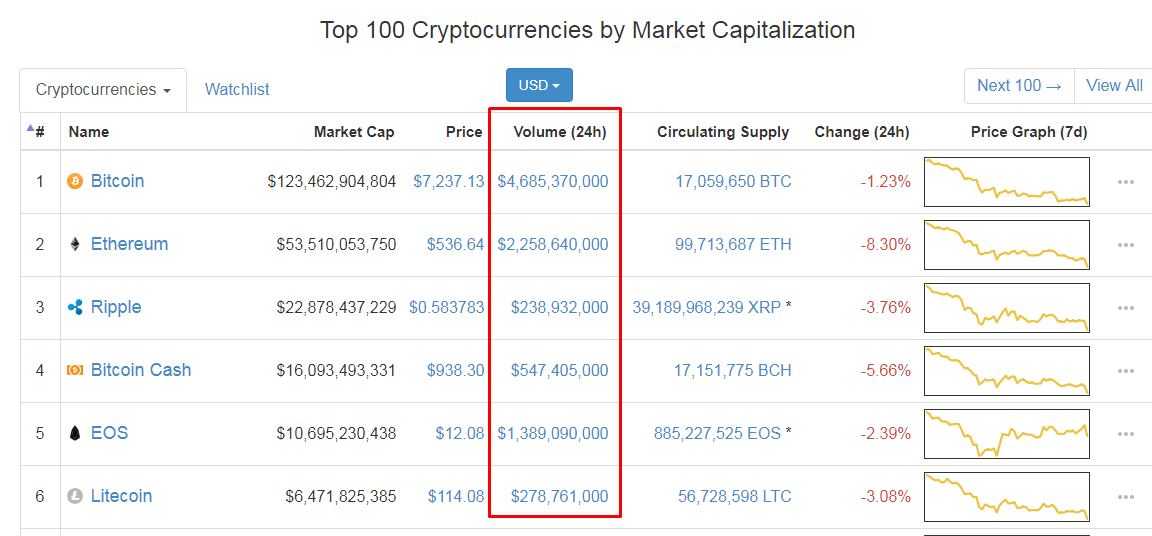 Top 100 Cryptocurrencies by Market Capitalization
Cryptocurrencies Watchlist USD Next 100 → View All
# Name Market Cap Price Volume (24h) Circulating Supply Change (24h) Price Graph (7d)
1 Bitcoin $123,462,904,804 $7,237.13 $4,685,370,000 17,059,650 BTC -1.23%
2 Ethereum $53,510,053,750 $536.64 $2,258,640,000 99,713,687 ETH -8.30%
3 Ripple $22,878,437,229 $0.583783 $238,932,000 39,189,968,239 XRP * -3.76%
4 Bitcoin Cash $16,093,493,331 $938.30 $547,405,000 17,151,775 BCH -5.66%
5 EOS $10,695,230,438 $12.08 $1,389,090,000 885,227,525 EOS * -2.39%
6 Litecoin $6,471,825,385 $114.08 $278,761,000 56,728,598 LTC -3.08%